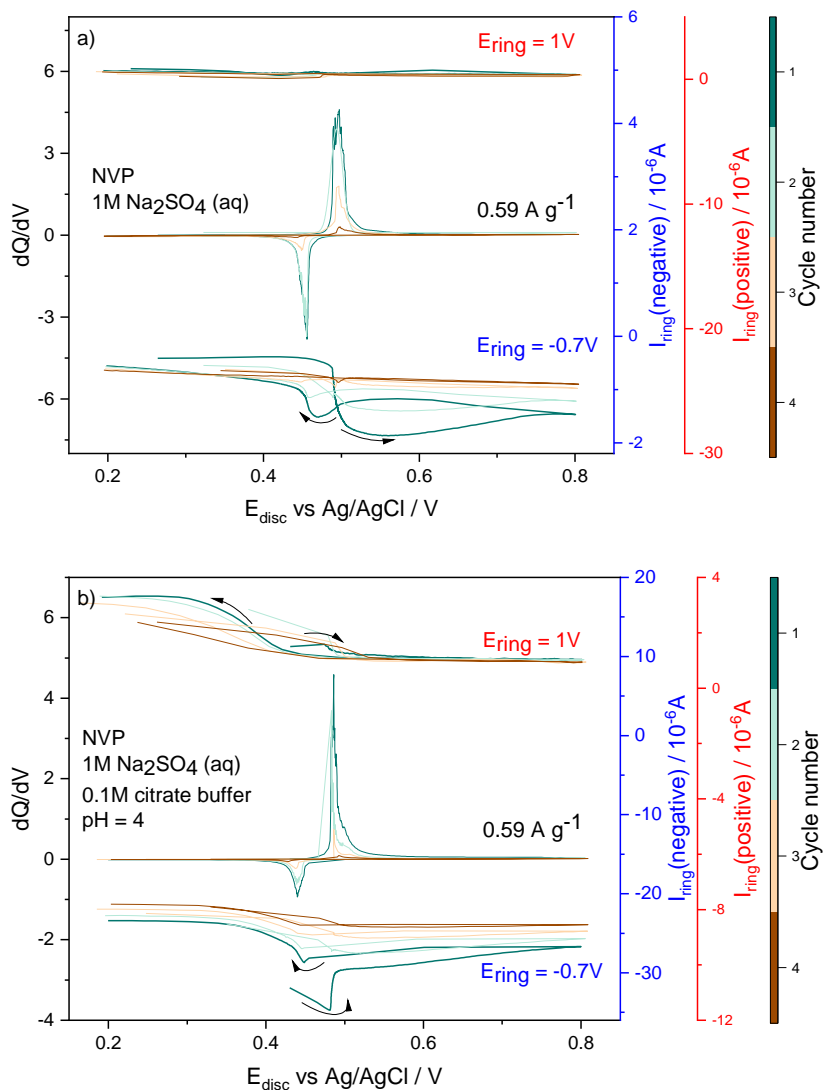 a)
E_ring = 1V
NVP
1M Na₂SO₄ (aq)
0.59 A g⁻¹
E_ring = -0.7V
6
3
0
-3
-6
dQ/dV
0.2
0.4
0.6
0.8
E_disc vs Ag/AgCl / V
6
4
2
0
-2
I_ring(negative) / 10⁻⁶A
0
-10
-20
-30
I_ring(positive) / 10⁻⁶A
1
2
3
4
Cycle number
b)
E_ring = 1V
NVP
1M Na₂SO₄ (aq)
0.1M citrate buffer
pH = 4
0.59 A g⁻¹
E_ring = -0.7V
6
4
2
0
-2
-4
dQ/dV
0.2
0.4
0.6
0.8
E_disc vs Ag/AgCl / V
20
10
0
-10
-20
-30
I_ring(negative) / 10⁻⁶A
4
0
-4
-8
-12
I_ring(positive) / 10⁻⁶A
1
2
3
4
Cycle number